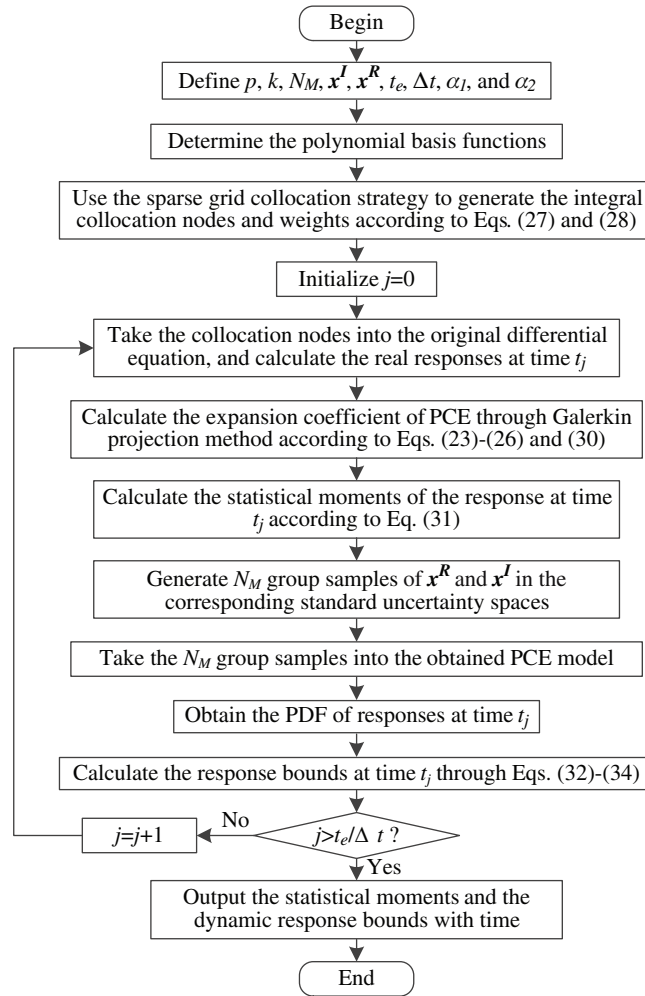 Begin
Define p, k, N_M, x^I, x^R, t_e, Δt, α_1, and α_2
Determine the polynomial basis functions
Use the sparse grid collocation strategy to generate the integral
collocation nodes and weights according to Eqs. (27) and (28)
Initialize j=0
Take the collocation nodes into the original differential
equation, and calculate the real responses at time t_j
Calculate the expansion coefficient of PCE through Galerkin
projection method according to Eqs. (23)-(26) and (30)
Calculate the statistical moments of the response at time
t_j according to Eq. (31)
Generate N_M group samples of x^R and x^I in the
corresponding standard uncertainty spaces
Take the N_M group samples into the obtained PCE model
Obtain the PDF of responses at time t_j
Calculate the response bounds at time t_j through Eqs. (32)-(34)
j=j+1
No
j>t_e/Δ t ?
Yes
Output the statistical moments and the
dynamic response bounds with time
End